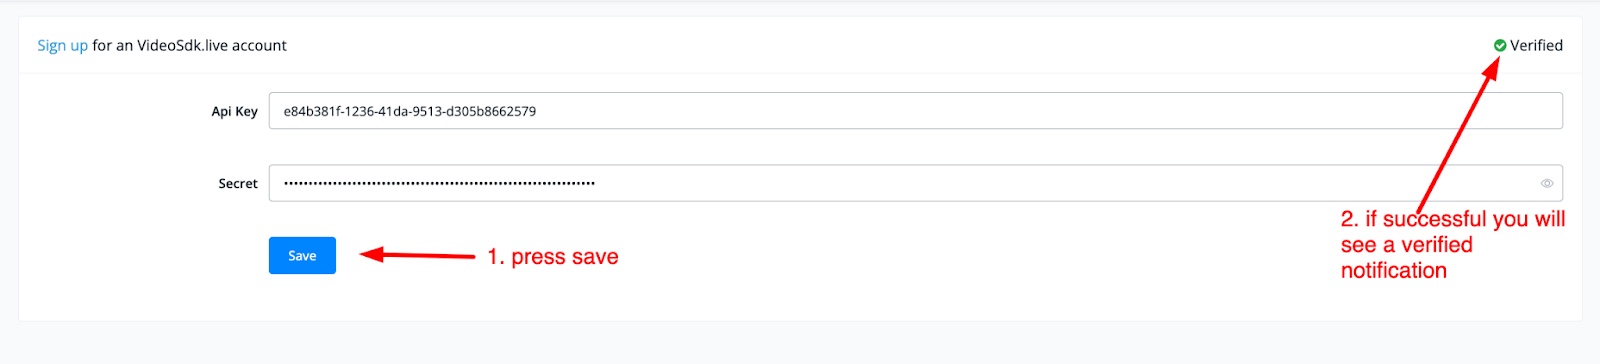 Sign up for an VideoSdk.live account
Verified
Api Key
e84b381f-1236-41da-9513-d305b8662579
Secret
Save
1. press save
2. if successful you will
see a verified
notification